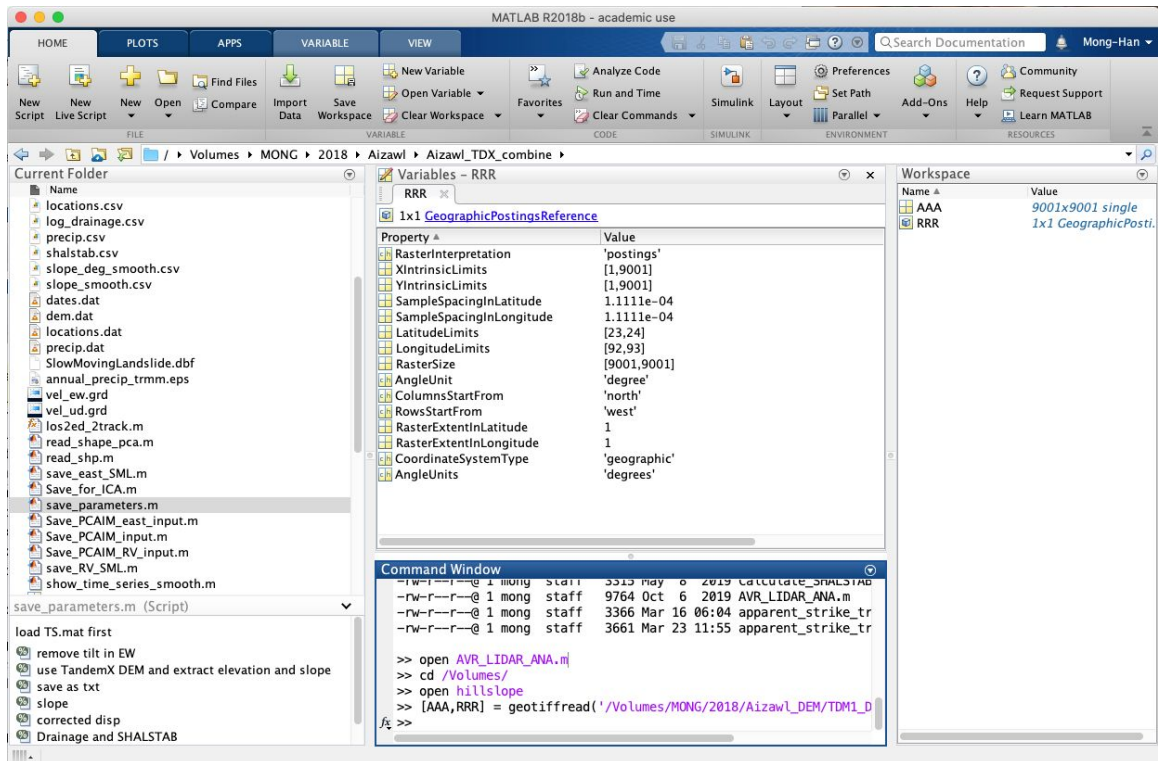 MATLAB R2018b - academic use
HOME PLOTS APPS VARIABLE VIEW
Search Documentation
Mong-Han
New Script
New Live Script
New
Open
Find Files
Compare
Import Data
Save Workspace
New Variable
Open Variable
Clear Workspace
Favorites
Analyze Code
Run and Time
Clear Commands
Simulink
Layout
Preferences
Set Path
Parallel
Add-Ons
Help
Community
Request Support
Learn MATLAB
FILE VARIABLE CODE SIMULINK ENVIRONMENT RESOURCES
/ Volumes MONG 2018 Aizawl Aizawl_TDX_combine
Current Folder
Name
locations.csv
log_drainage.csv
precip.csv
shalstab.csv
slope_deg_smooth.csv
slope_smooth.csv
dates.dat
dem.dat
locations.dat
precip.dat
SlowMovingLandslide.dbf
annual_precip_trmm.eps
vel_ew.grd
vel_ud.grd
los2ed_2track.m
read_shape_pca.m
read_shp.m
save_east_SML.m
Save_for_ICA.m
save_parameters.m
Save_PCAIM_east_input.m
Save_PCAIM_input.m
Save_PCAIM_RV_input.m
save_RV_SML.m
show_time_series_smooth.m
save_parameters.m (Script)
load TS.mat first
remove tilt in EW
use TandemX DEM and extract elevation and slope
save as txt
slope
corrected disp
Drainage and SHALSTAB
Variables - RRR
RRR
1x1 GeographicPostingsReference
Property Value
RasterInterpretation 'postings'
XIntrinsicLimits [1,9001]
YIntrinsicLimits [1,9001]
SampleSpacingInLatitude 1.1111e-04
SampleSpacingInLongitude 1.1111e-04
LatitudeLimits [23,24]
LongitudeLimits [92,93]
RasterSize [9001,9001]
AngleUnit 'degree'
ColumnsStartFrom 'north'
RowsStartFrom 'west'
RasterExtentInLatitude 1
RasterExtentInLongitude 1
CoordinateSystemType 'geographic'
AngleUnits 'degrees'
Command Window
-rw-r--r--@ 1 mong staff 3315 May 8 2019 Calculate_SHALSTAB
-rw-r--r--@ 1 mong staff 9764 Oct 6 2019 AVR_LIDAR_ANA.m
-rw-r--r--@ 1 mong staff 3366 Mar 16 06:04 apparent_strike_tr
-rw-r--r--@ 1 mong staff 3661 Mar 23 11:55 apparent_strike_tr
>> open AVR_LIDAR_ANA.m
>> cd /Volumes/
>> open hillslope
>> [AAA,RRR] = geotiffread('/Volumes/MONG/2018/Aizawl_DEM/TDM1_D
fx >>
Workspace
Name Value
AAA 9001x9001 single
RRR 1x1 GeographicPosti...